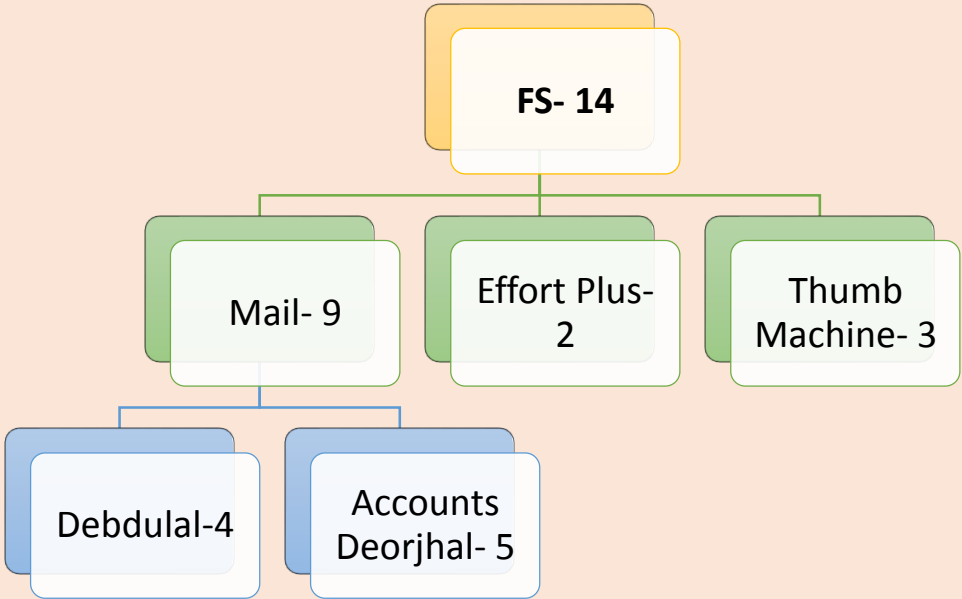 FS- 14
Mail- 9
Effort Plus-
2
Thumb
Machine- 3
Debdulal-4
Accounts
Deorjhal- 5